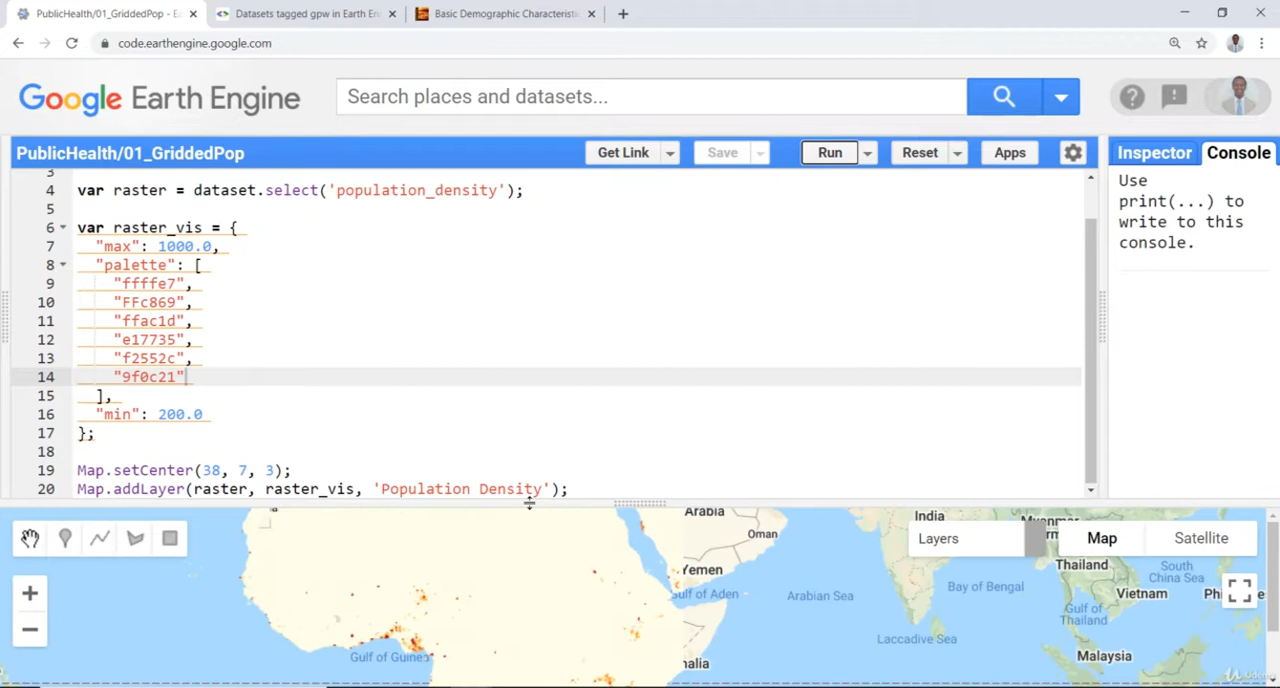 PublicHealth/01_GriddedPop - Ea
Datasets tagged gpw in Earth En
Basic Demographic Characteristi
code.earthengine.google.com
Google Earth Engine
Search places and datasets...
PublicHealth/01_GriddedPop
Get Link
Save
Run
Reset
Apps
Inspector
Console
3
4 var raster = dataset.select('population_density');
5
6 var raster_vis = {
7 "max": 1000.0,
8 "palette": [
9 "ffffe7",
10 "FFc869",
11 "ffac1d",
12 "e17735",
13 "f2552c",
14 "9f0c21"
15 ],
16 "min": 200.0
17 };
18
19 Map.setCenter(38, 7, 3);
20 Map.addLayer(raster, raster_vis, 'Population Density');
Use
print(...) to
write to this
console.
Layers
Map
Satellite
Arabia
Oman
Yemen
Gulf of Aden
Arabian Sea
India
Bay of Bengal
Thailand
South
China Sea
Vietnam
Gulf of
Thailand
Laccadive Sea
Malaysia
Gulf of Guinea